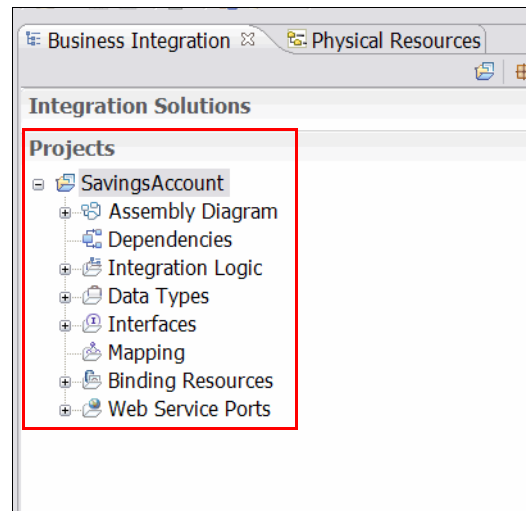 Business Integration Physical Resources
Integration Solutions
Projects
SavingsAccount
Assembly Diagram
Dependencies
Integration Logic
Data Types
Interfaces
Mapping
Binding Resources
Web Service Ports